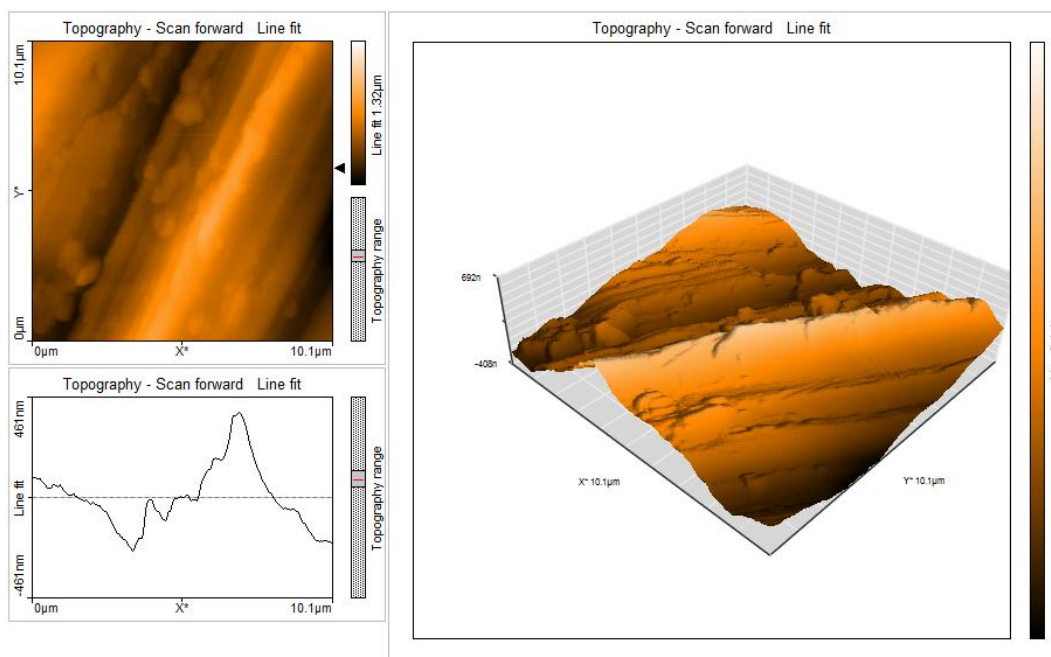 Topography - Scan forward Line fit
10.1µm
Y*
0µm
0µm X* 10.1µm
Line fit 1.32µm
Topography range
Topography - Scan forward Line fit
461nm
Line fit
-461nm
0µm X* 10.1µm
Topography range
Topography - Scan forward Line fit
692n
-408n
X* 10.1µm
Y* 10.1µm